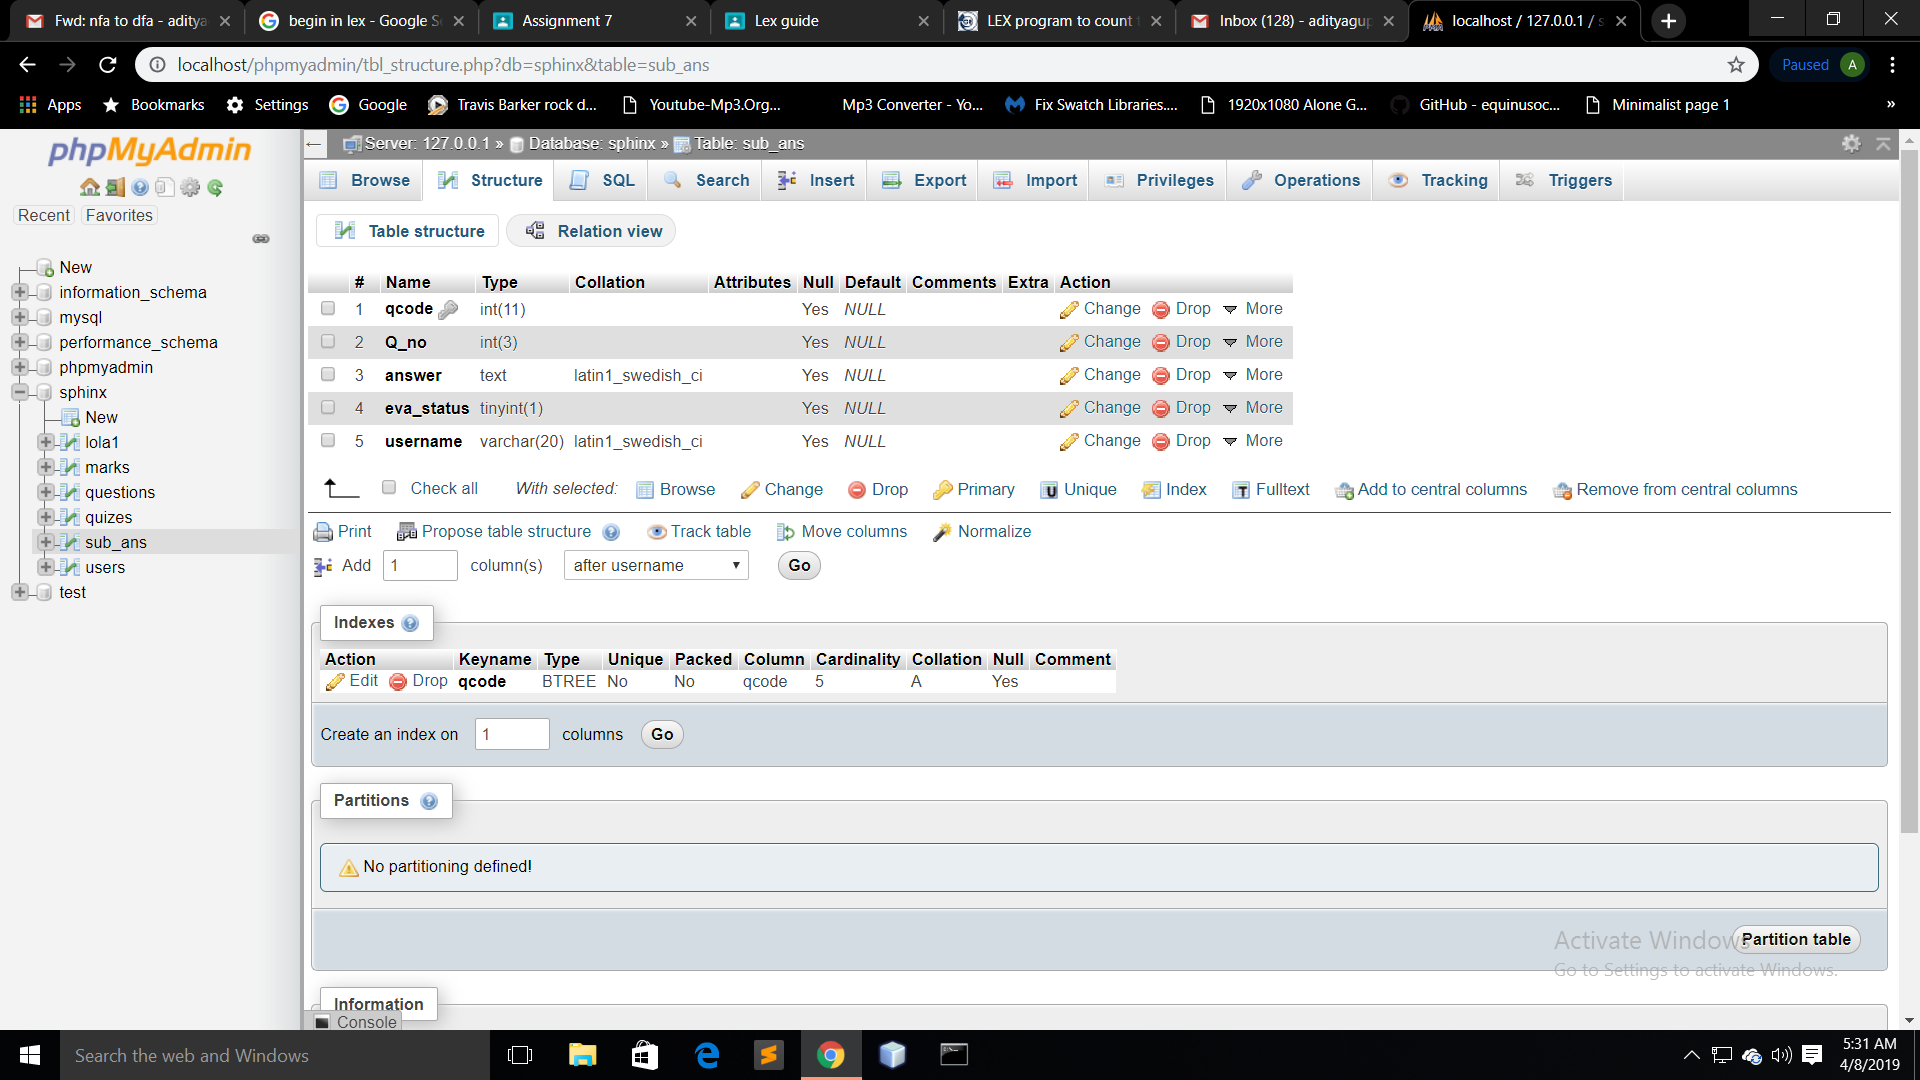 Fwd: nfa to dfa - aditya
begin in lex - Google S
Assignment 7
Lex guide
LEX program to count
Inbox (128) - adityagup
localhost / 127.0.0.1 / s
localhost/phpmyadmin/tbl_structure.php?db=sphinx&table=sub_ans
Paused A
Apps Bookmarks Settings Google Travis Barker rock d... Youtube-Mp3.Org... Mp3 Converter - Yo... Fix Swatch Libraries.... 1920x1080 Alone G... GitHub - equinusoc... Minimalist page 1 »
phpMyAdmin
Recent Favorites
New
information_schema
mysql
performance_schema
phpmyadmin
sphinx
New
lola1
marks
questions
quizes
sub_ans
users
test
Server: 127.0.0.1 » Database: sphinx » Table: sub_ans
Browse Structure SQL Search Insert Export Import Privileges Operations Tracking Triggers
Table structure Relation view
# Name Type Collation Attributes Null Default Comments Extra Action
1 qcode int(11) Yes NULL Change Drop More
2 Q_no int(3) Yes NULL Change Drop More
3 answer text latin1_swedish_ci Yes NULL Change Drop More
4 eva_status tinyint(1) Yes NULL Change Drop More
5 username varchar(20) latin1_swedish_ci Yes NULL Change Drop More
Check all With selected: Browse Change Drop Primary Unique Index Fulltext Add to central columns Remove from central columns
Print Propose table structure Track table Move columns Normalize
Add 1 column(s) after username Go
Indexes
Action Keyname Type Unique Packed Column Cardinality Collation Null Comment
Edit Drop qcode BTREE No No qcode 5 A Yes
Create an index on 1 columns Go
Partitions
No partitioning defined!
Partition table
Activate Windows
Go to Settings to activate Windows.
Information
Console
Search the web and Windows
5:31 AM
4/8/2019